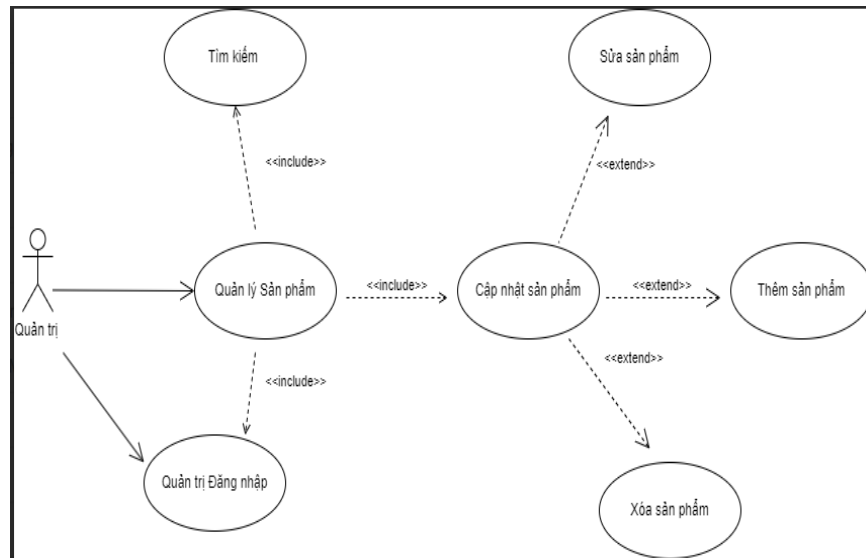 Tìm kiếm
Sửa sản phẩm
<<include>>
<<extend>>
Quản lý Sản phẩm
<<include>>
Cập nhật sản phẩm
<<extend>>
Thêm sản phẩm
Quản trị
<<include>>
<<extend>>
Quản trị Đăng nhập
Xóa sản phẩm